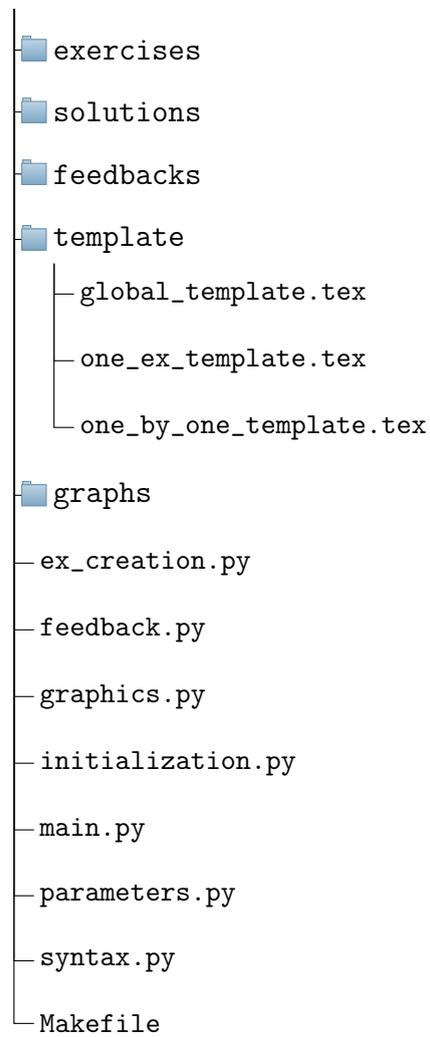 exercises
solutions
feedbacks
template
global_template.tex
one_ex_template.tex
one_by_one_template.tex
graphs
ex_creation.py
feedback.py
graphics.py
initialization.py
main.py
parameters.py
syntax.py
Makefile